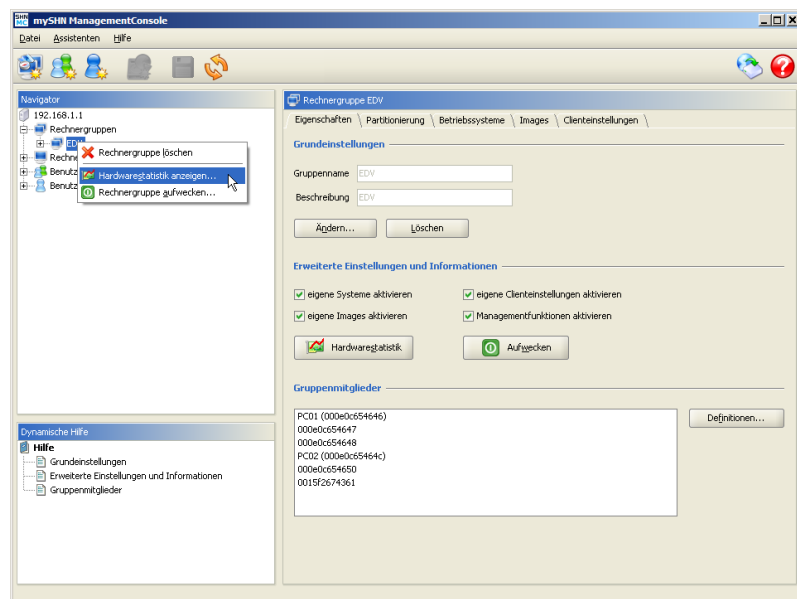 mySHN ManagementConsole
Datei Assistenten Hilfe
Navigator
192.168.1.1
Rechnergruppen
EDV
Rechne
Benutz
Benutz
Rechnergruppe löschen
Hardwarestatistik anzeigen...
Rechnergruppe aufwecken...
Dynamische Hilfe
Hilfe
Grundeinstellungen
Erweiterte Einstellungen und Informationen
Gruppenmitglieder
Rechnergruppe EDV
Eigenschaften \ Partitionierung \ Betriebssysteme \ Images \ Clienteinstellungen \
Grundeinstellungen
Gruppenname EDV
Beschreibung EDV
Ändern... Löschen
Erweiterte Einstellungen und Informationen
eigene Systeme aktivieren eigene Clienteinstellungen aktivieren
eigene Images aktivieren Managementfunktionen aktivieren
Hardwarestatistik Aufwecken
Gruppenmitglieder
PC01 (000e0c654646)
000e0c654647
000e0c654648
PC02 (000e0c65464c)
000e0c654650
0015f2674361
Definitionen...